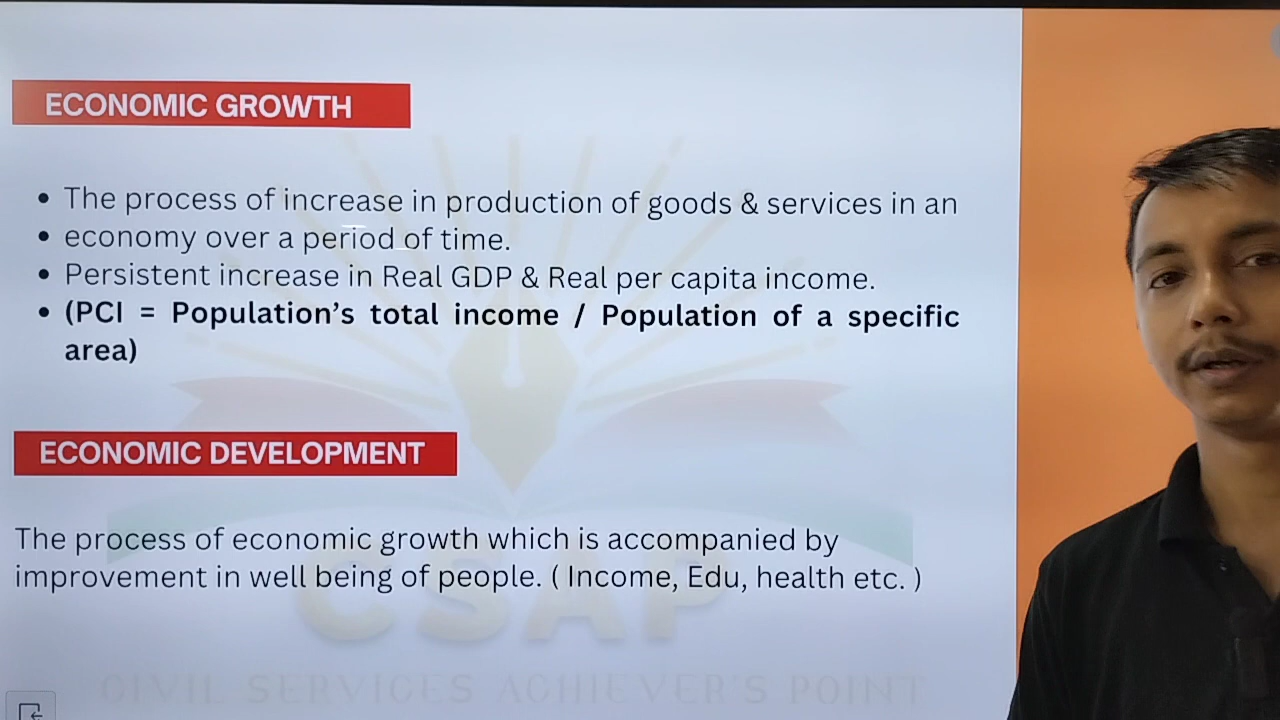 ECONOMIC GROWTH
• The process of increase in production of goods & services in an
• economy over a period of time.
• Persistent increase in Real GDP & Real per capita income.
• (PCI = Population's total income / Population of a specific
area)
ECONOMIC DEVELOPMENT
The process of economic growth which is accompanied by
improvement in well being of people. ( Income, Edu, health etc. )
CSAP
CIVIL SERVICES ACHIEVER'S POINT